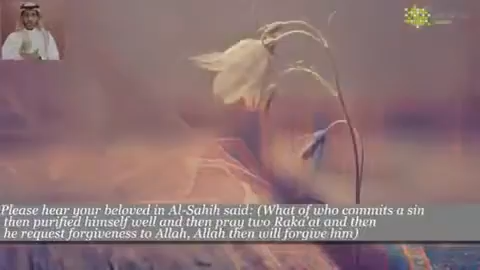 Please hear your beloved in Al-Sahih said: (What of who commits a sin
then purified himself well and then pray two Raka'at and then
he request forgiveness to Allah, Allah then will forgive him)